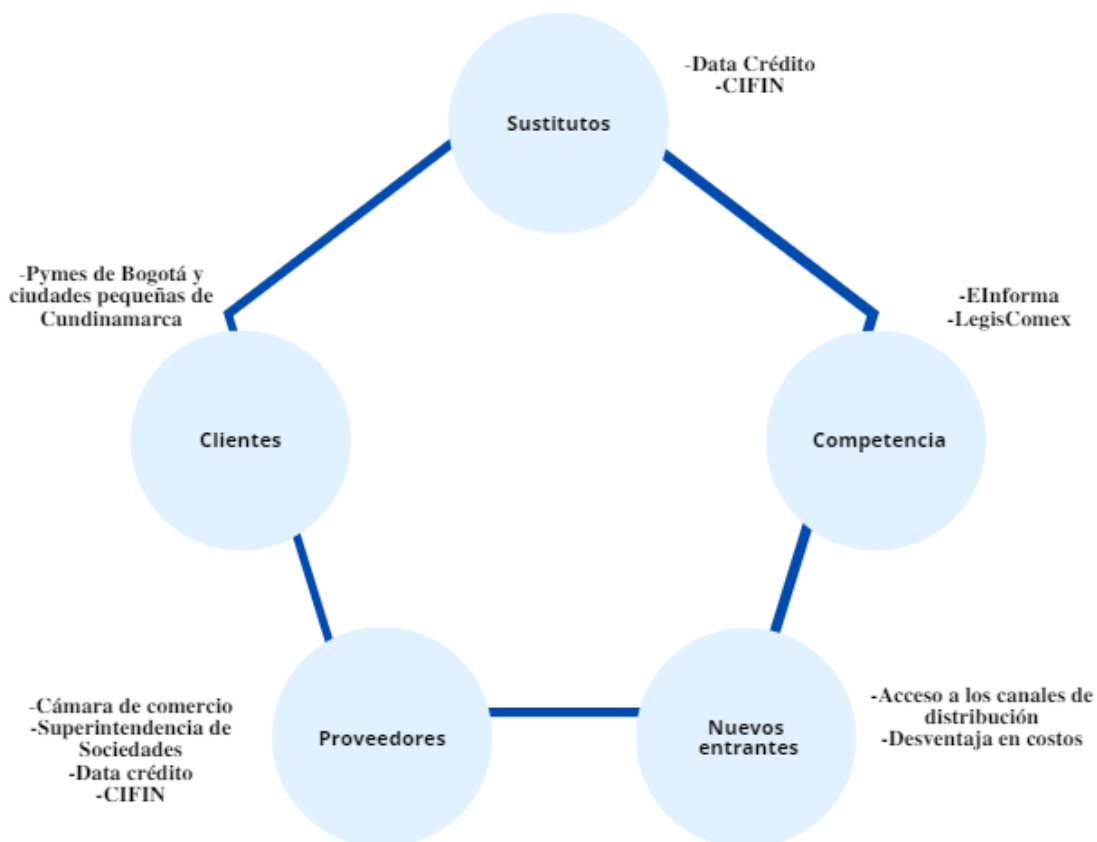 -Data Crédito
-CIFIN
Sustitutos
-Pymes de Bogotá y
ciudades pequeñas de
Cundinamarca
-EInforma
-LegisComex
Clientes
Competencia
-Cámara de comercio
-Superintendencia de
Sociedades
-Data crédito
-CIFIN
Proveedores
Nuevos
entrantes
-Acceso a los canales de
distribución
-Desventaja en costos